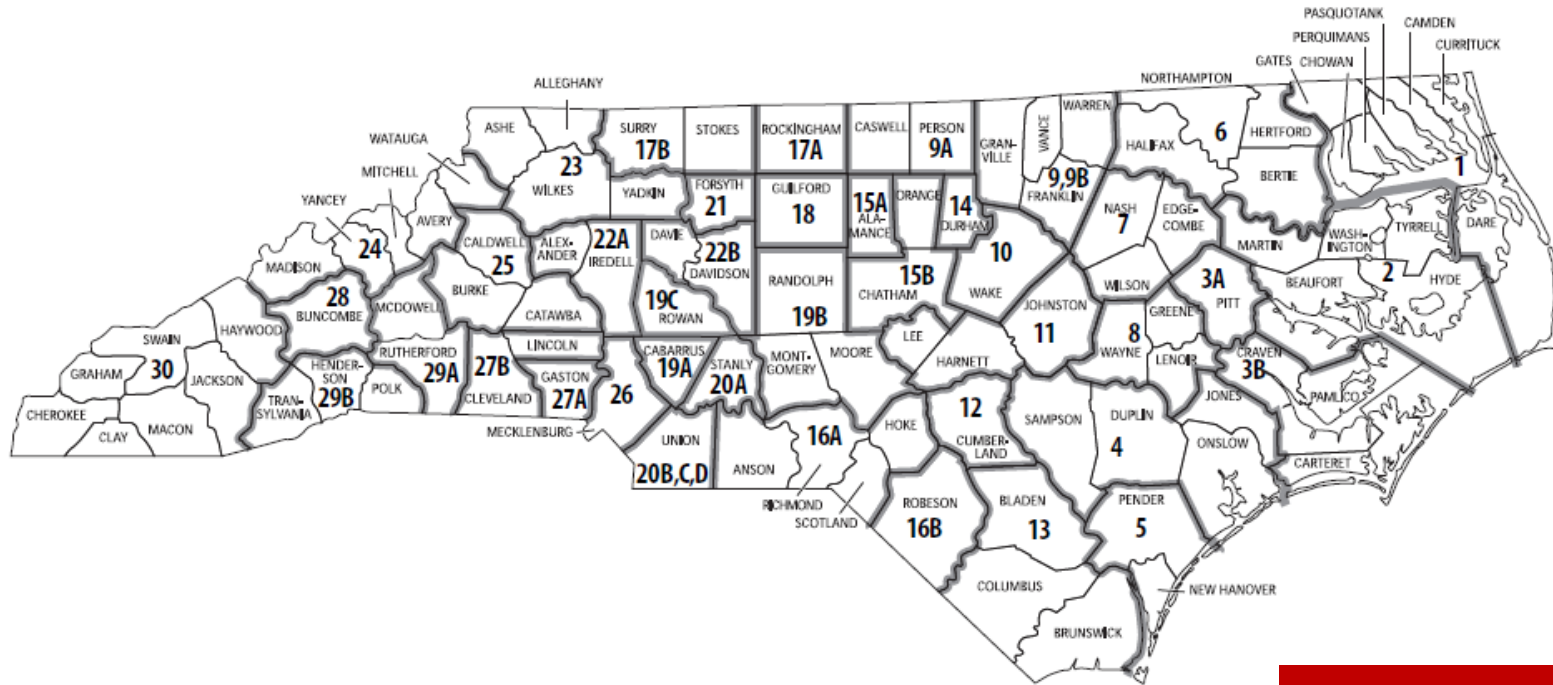 PASQUOTANK
CAMDEN
PERQUIMANS
CURRITUCK
GATES
CHOWAN
NORTHAMPTON
ALLEGHANY
ASHE
SURRY
17B
STOKES
ROCKINGHAM
17A
CASWELL
PERSON
9A
GRAN-
VILLE
VANCE
WARREN
HALIFAX
6
HERTFORD
BERTIE
1
WATAUGA
MITCHELL
YANCEY
23
WILKES
YADKIN
FORSYTH
21
GUILFORD
18
15A
ALA-
MANCE
ORANGE
14
DURHAM
9,9B
FRANKLIN
NASH
7
EDGE-
COMBE
MARTIN
WASH-
INGTON
TYRRELL
DARE
AVERY
24
MADISON
CALDWELL
25
ALEX-
ANDER
22A
IREDELL
DAVIE
22B
DAVIDSON
RANDOLPH
19B
15B
CHATHAM
10
WAKE
WILSON
3A
PITT
BEAUFORT
2
HYDE
28
BUNCOMBE
MCDOWELL
BURKE
CATAWBA
19C
ROWAN
JOHNSTON
11
8
WAYNE
GREENE
LENOIR
CRAVEN
3B
PAMLICO
SWAIN
30
HAYWOOD
GRAHAM
JACKSON
CHEROKEE
CLAY
MACON
TRAN-
SYLVANIA
HENDER-
SON
29B
RUTHERFORD
29A
POLK
27B
CLEVELAND
LINCOLN
GASTON
27A
26
MECKLENBURG
CABARRUS
19A
STANLY
20A
MONT-
GOMERY
MOORE
LEE
HARNETT
JONES
UNION
20B,C,D
ANSON
16A
RICHMOND
SCOTLAND
HOKE
12
CUMBER-
LAND
SAMPSON
DUPLIN
4
ONSLOW
CARTERET
ROBESON
16B
BLADEN
13
PENDER
5
COLUMBUS
NEW HANOVER
BRUNSWICK